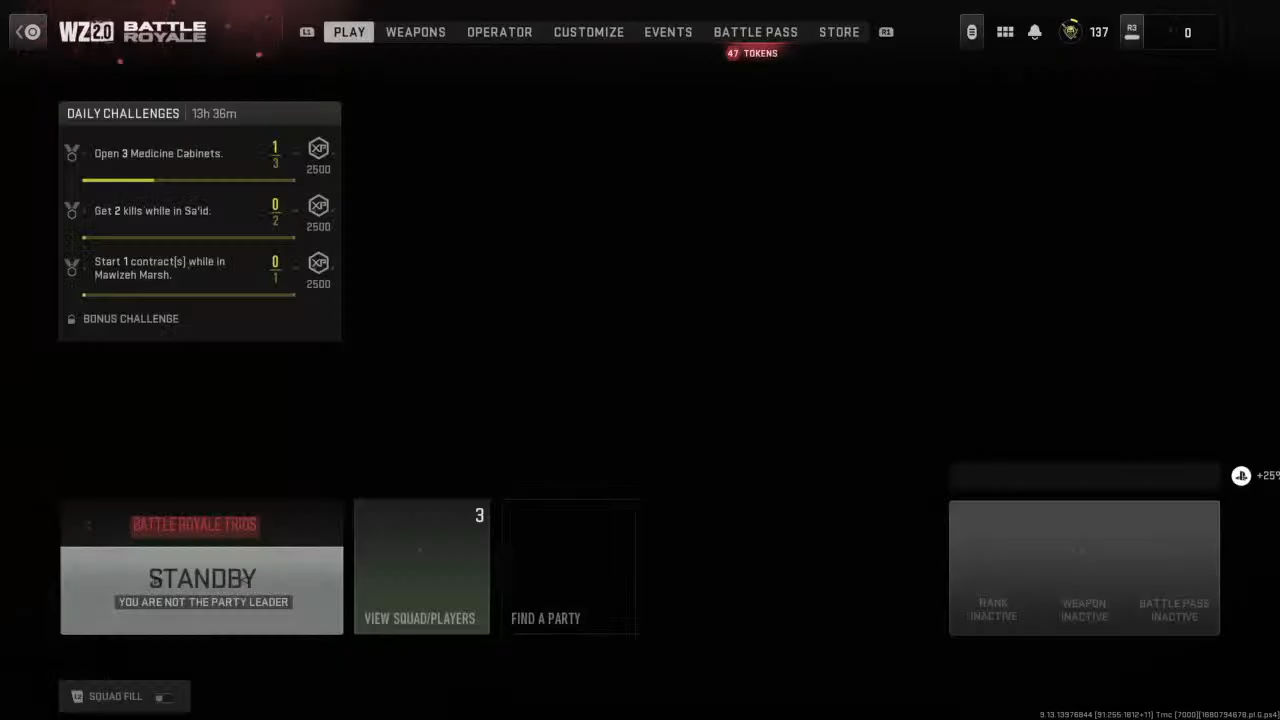 WZ2.0 BATTLE ROYALE
L1 PLAY WEAPONS OPERATOR CUSTOMIZE EVENTS BATTLE PASS STORE R1
47 TOKENS
137
R3
0
DAILY CHALLENGES 13h 36m
Open 3 Medicine Cabinets.
1
3
XP
2500
Get 2 kills while in Sa'id.
0
2
XP
2500
Start 1 contract(s) while in
Mawizeh Marsh.
0
1
XP
2500
BONUS CHALLENGE
+25%
BATTLE ROYALE TRIOS
STANDBY
YOU ARE NOT THE PARTY LEADER
3
VIEW SQUAD/PLAYERS
FIND A PARTY
RANK
INACTIVE
WEAPON
INACTIVE
BATTLE PASS
INACTIVE
L2 SQUAD FILL